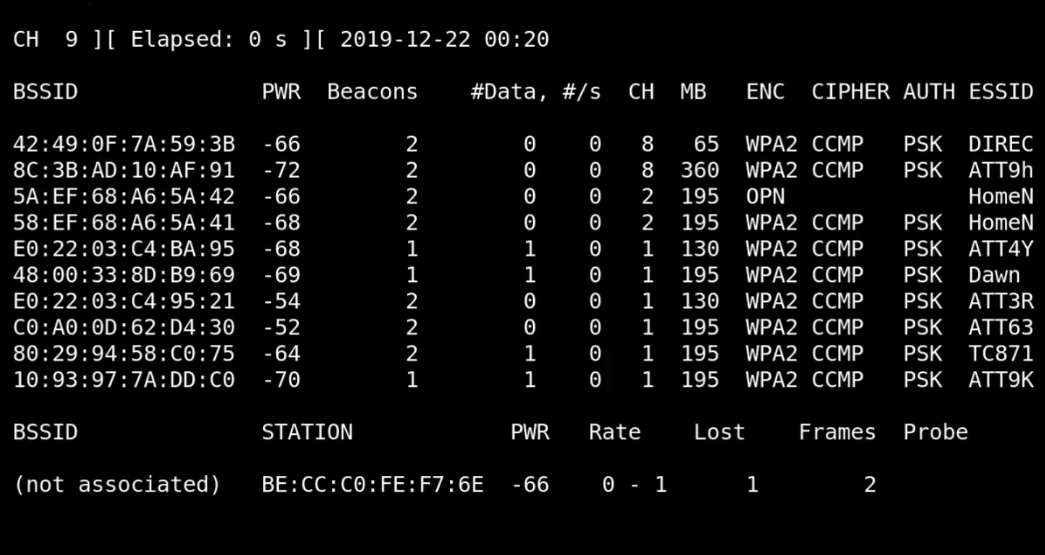 CH  9 ][ Elapsed: 0 s ][ 2019-12-22 00:20
BSSID              PWR  Beacons    #Data, #/s  CH  MB   ENC  CIPHER AUTH ESSID
42:49:0F:7A:59:3B  -66        2        0    0   8   65  WPA2 CCMP   PSK  DIREC
8C:3B:AD:10:AF:91  -72        2        0    0   8  360  WPA2 CCMP   PSK  ATT9h
5A:EF:68:A6:5A:42  -66        2        0    0   2  195  OPN              HomeN
58:EF:68:A6:5A:41  -68        2        0    0   2  195  WPA2 CCMP   PSK  HomeN
E0:22:03:C4:BA:95  -68        1        1    0   1  130  WPA2 CCMP   PSK  ATT4Y
48:00:33:8D:B9:69  -69        1        1    0   1  195  WPA2 CCMP   PSK  Dawn
E0:22:03:C4:95:21  -54        2        0    0   1  130  WPA2 CCMP   PSK  ATT3R
C0:A0:0D:62:D4:30  -52        2        0    0   1  195  WPA2 CCMP   PSK  ATT63
80:29:94:58:C0:75  -64        2        1    0   1  195  WPA2 CCMP   PSK  TC871
10:93:97:7A:DD:C0  -70        1        1    0   1  195  WPA2 CCMP   PSK  ATT9K
BSSID              STATION            PWR   Rate    Lost    Frames  Probe
(not associated)   BE:CC:C0:FE:F7:6E  -66    0 - 1      1        2